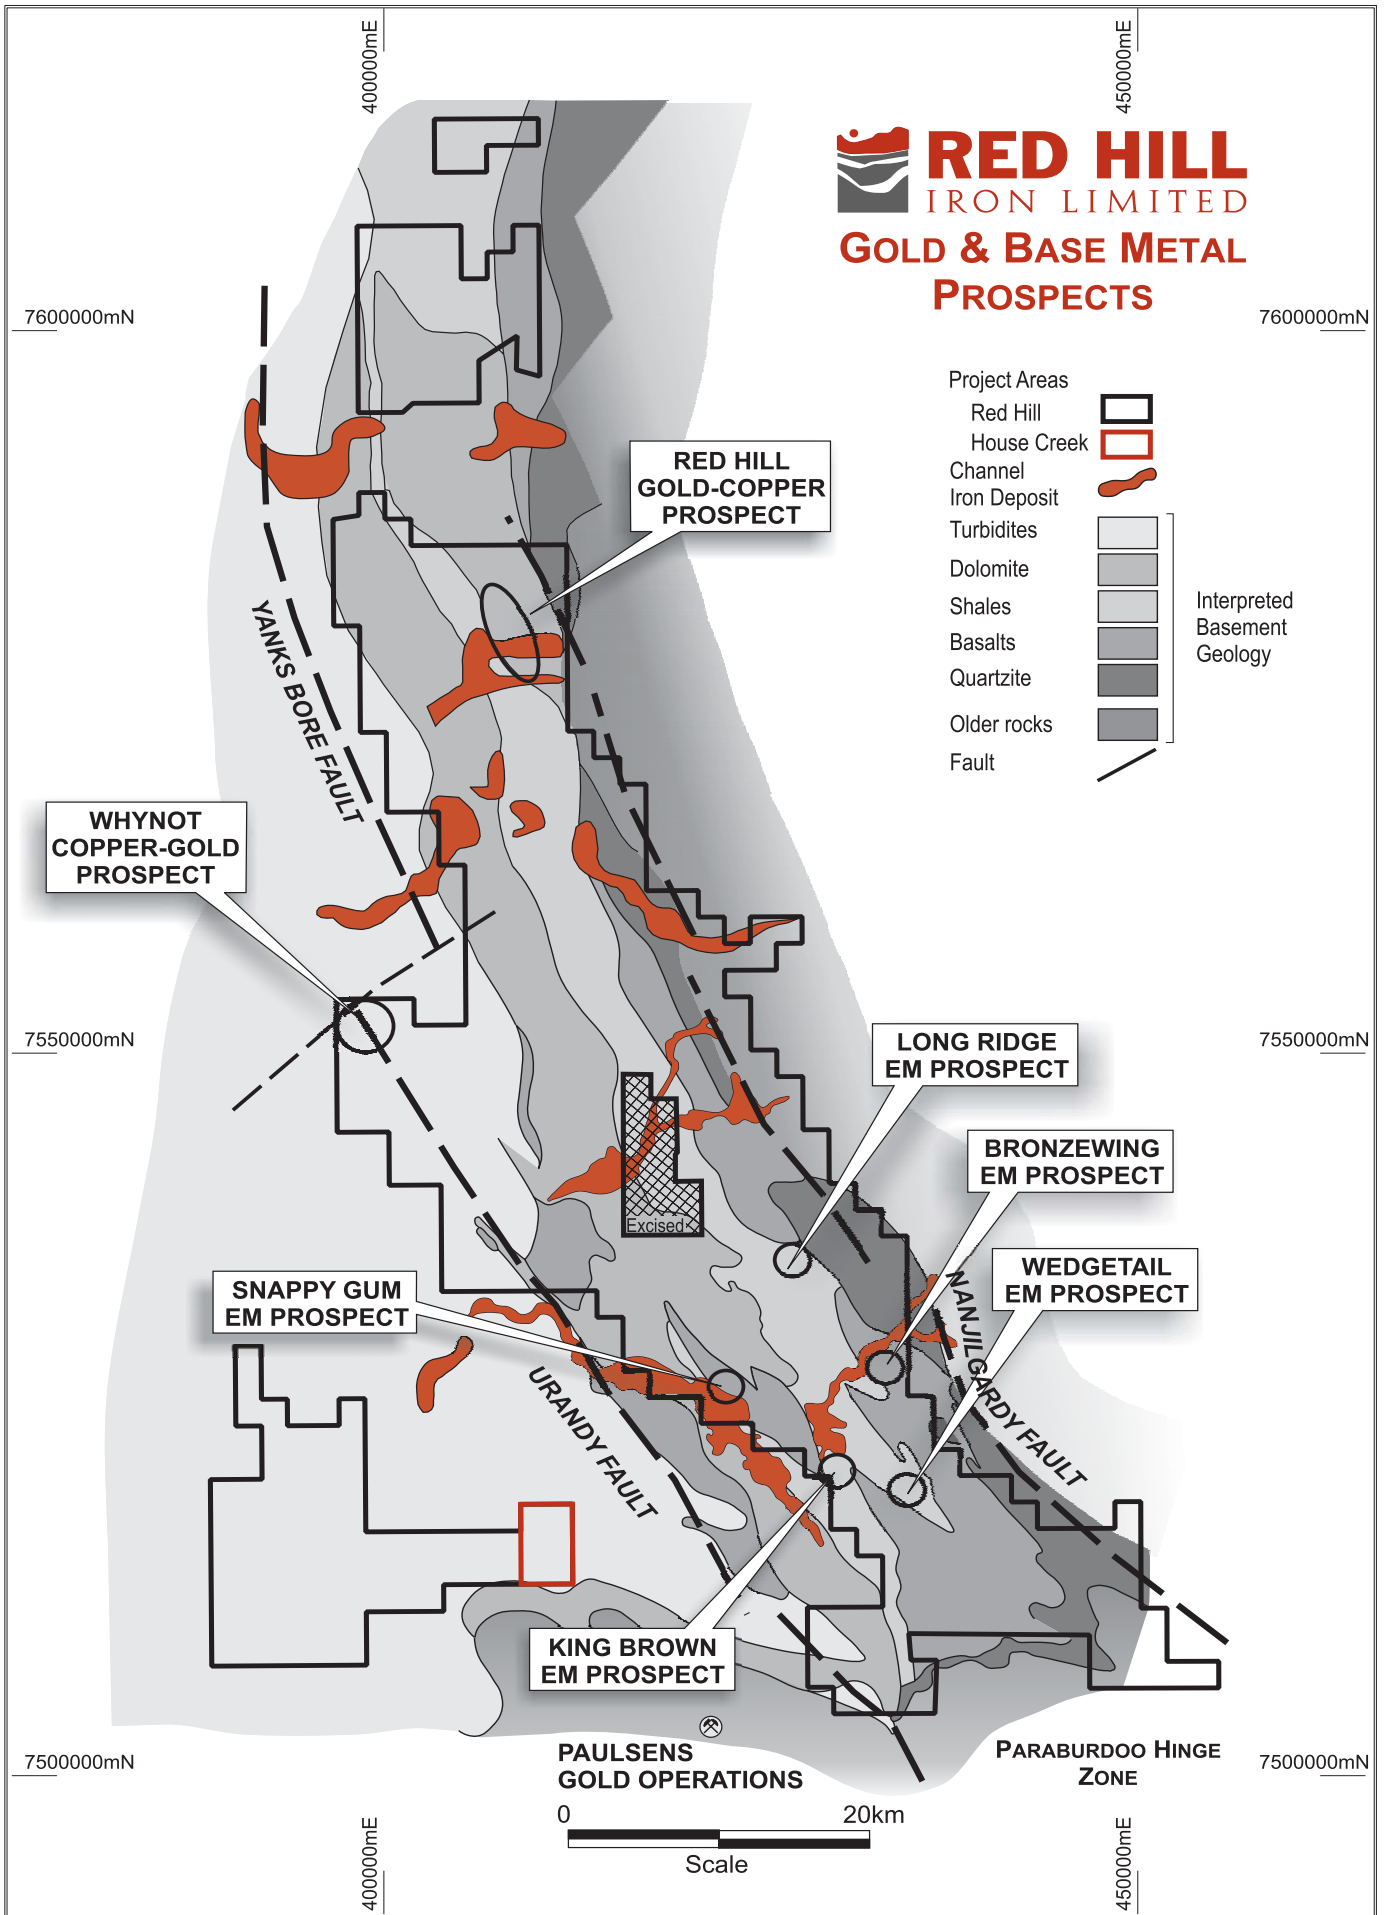 400000mE
450000mE
RED HILL
IRON LIMITED
GOLD & BASE METAL
PROSPECTS
7600000mN
7600000mN
Project Areas
Red Hill
House Creek
Channel
Iron Deposit
Turbidites
Dolomite
Shales
Basalts
Quartzite
Older rocks
Fault
Interpreted
Basement
Geology
RED HILL
GOLD-COPPER
PROSPECT
YANKS BORE FAULT
WHYNOT
COPPER-GOLD
PROSPECT
7550000mN
7550000mN
LONG RIDGE
EM PROSPECT
BRONZEWING
EM PROSPECT
Excised
WEDGETAIL
EM PROSPECT
SNAPPY GUM
EM PROSPECT
NANJILGARDY FAULT
URANDY FAULT
KING BROWN
EM PROSPECT
PAULSENS
GOLD OPERATIONS
PARABURDOO HINGE
ZONE
7500000mN
7500000mN
0 20km
Scale
400000mE
450000mE